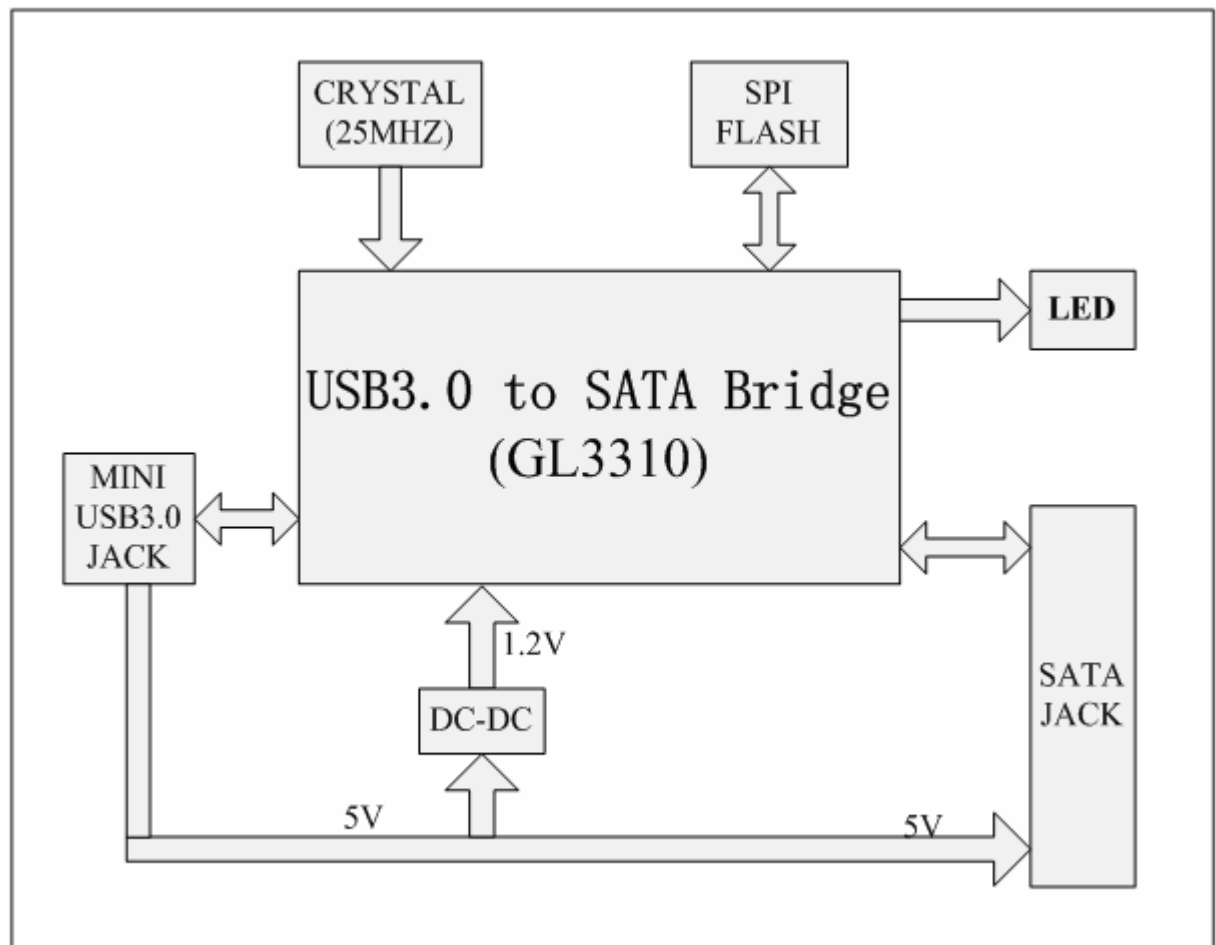 CRYSTAL
(25MHZ)
SPI
FLASH
LED
USB3.0 to SATA Bridge
(GL3310)
MINI
USB3.0
JACK
1.2V
DC-DC
SATA
JACK
5V
5V